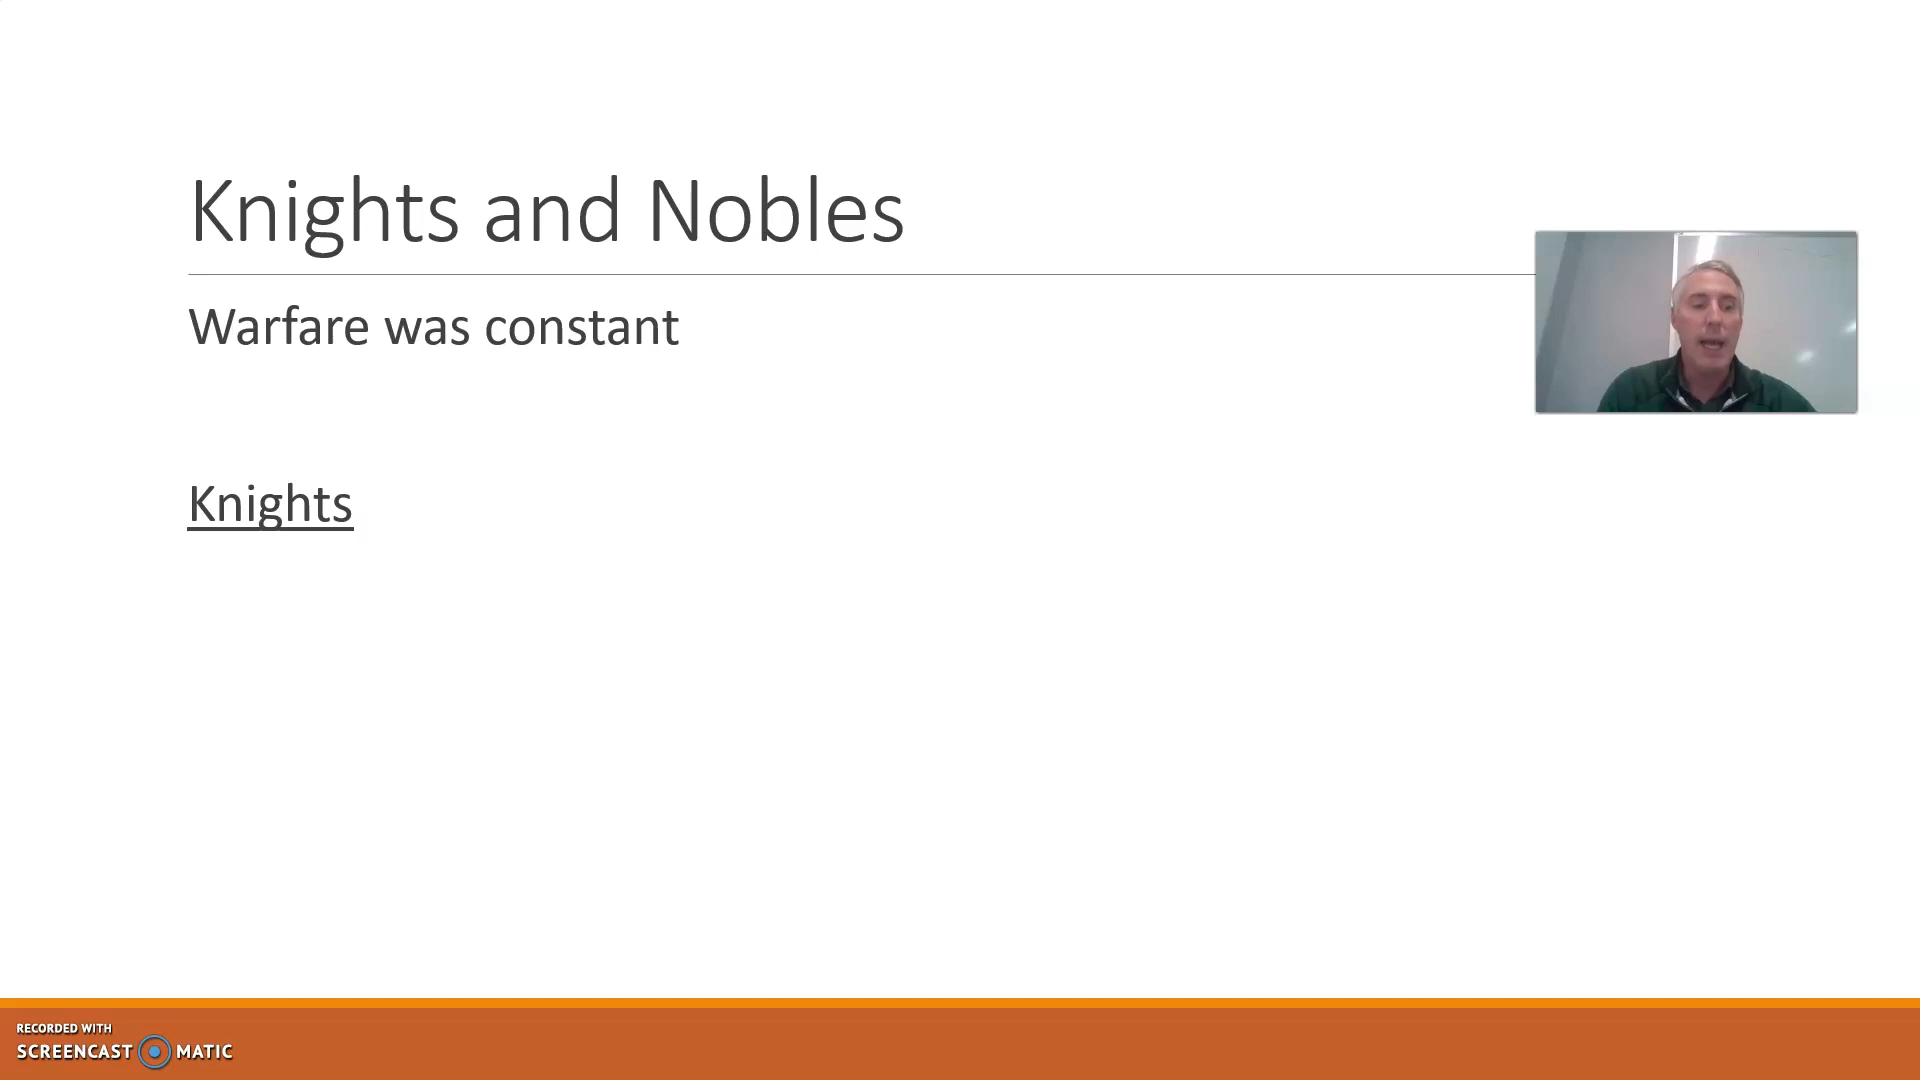 Knights and Nobles
Warfare was constant
Knights
RECORDED WITH
SCREENCAST MATIC